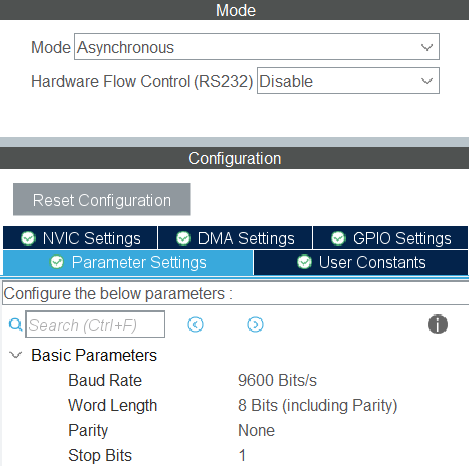 Mode
Mode Asynchronous
Hardware Flow Control (RS232) Disable
Configuration
Reset Configuration
NVIC Settings DMA Settings GPIO Settings
Parameter Settings User Constants
Configure the below parameters :
Search (Ctrl+F)
Basic Parameters
Baud Rate 9600 Bits/s
Word Length 8 Bits (including Parity)
Parity None
Stop Bits 1